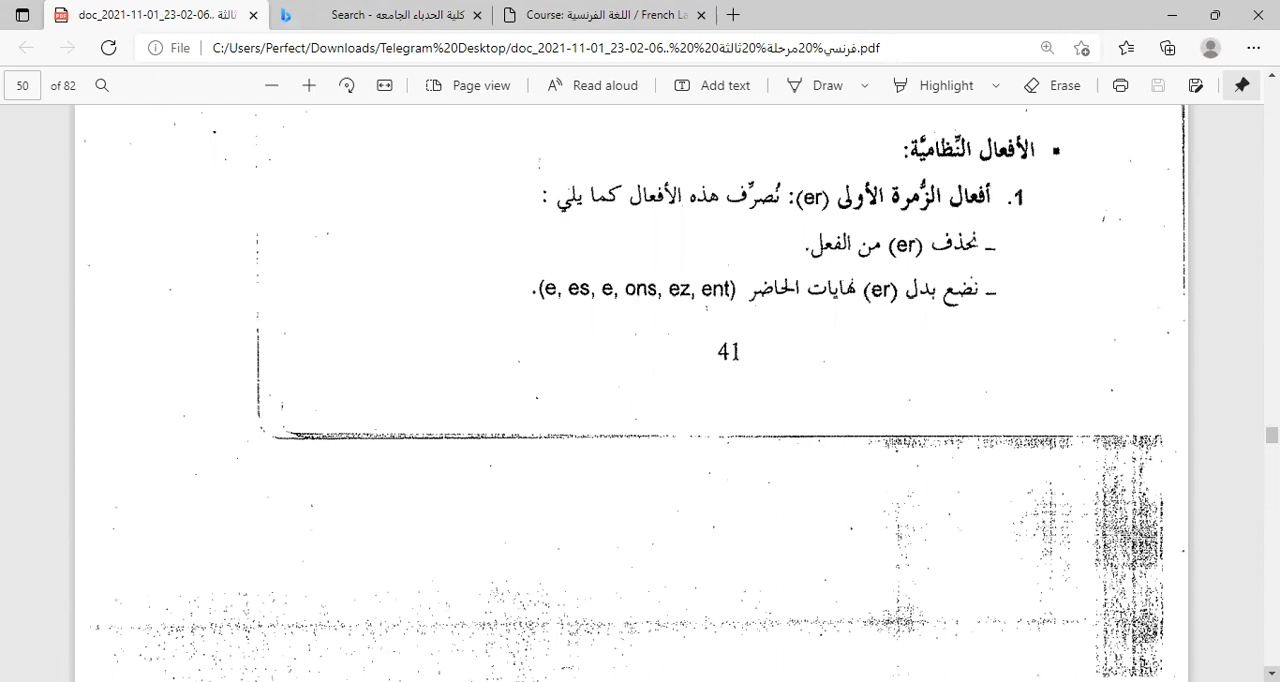 doc_2021-11-01_23-02-06.. ثالثة
Search - كلية الحدباء الجامعه
Course: اللغة الفرنسية / French La
File
C:/Users/Perfect/Downloads/Telegram%20Desktop/doc_2021-11-01_23-02-06..%20%20ثالثة%20مرحلة%20فرنسي.pdf
50 of 82
Page view
Read aloud
Add text
Draw
Highlight
Erase
▪ الأفعال النِّظاميَّة:
1. أفعال الزُّمرة الأولى (er): نُصرِّف هذه الأفعال كما يلي :
– نحذف (er) من الفعل.
– نضع بدل (er) نهايات الحاضر (e, es, e, ons, ez, ent).
41